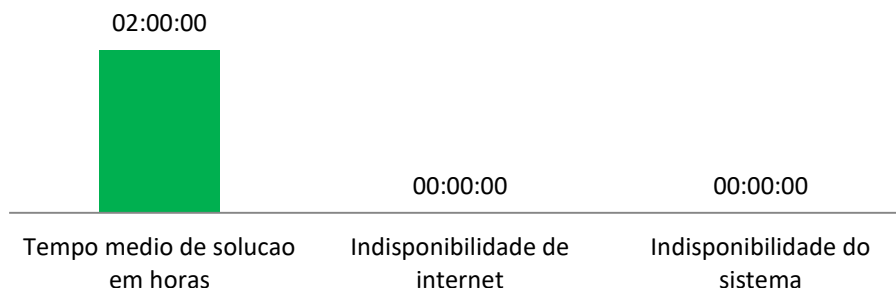 02:00:00
00:00:00
00:00:00
Tempo medio de solucao
em horas
Indisponibilidade de
internet
Indisponibilidade do
sistema